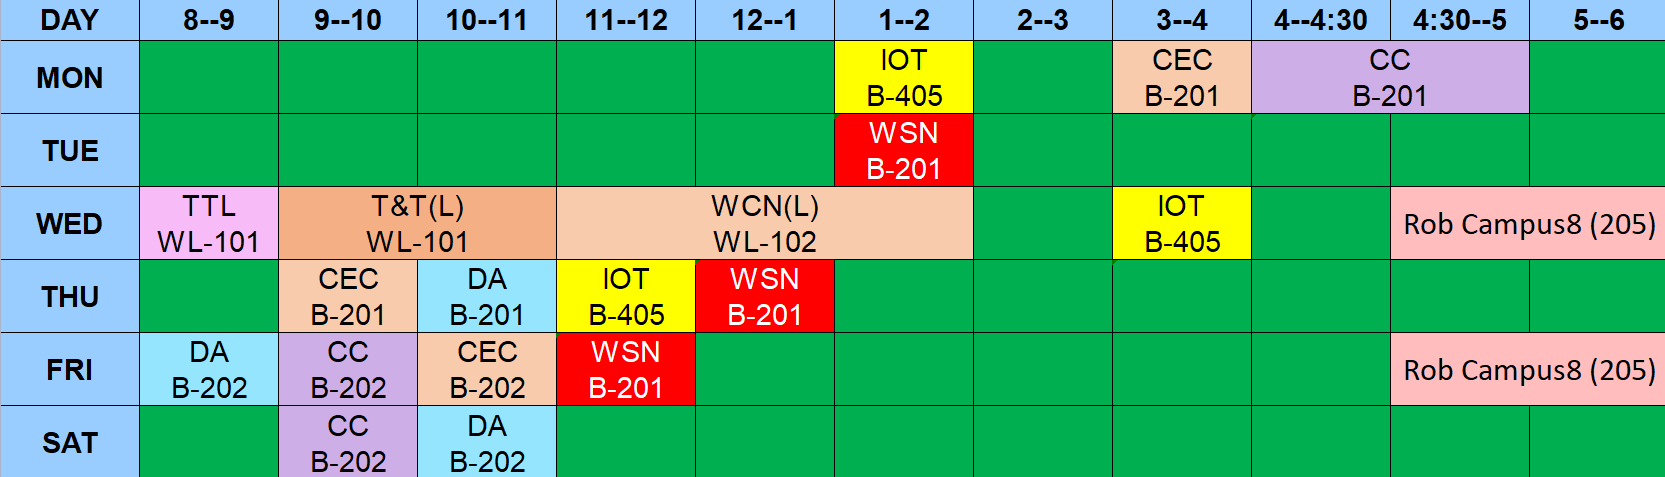 DAY 8--9 9--10 10--11 11--12 12--1 1--2 2--3 3--4 4--4:30 4:30--5 5--6
MON IOT CEC CC
B-405 B-201 B-201
TUE WSN
B-201
WED TTL T&T(L) WCN(L) IOT Rob Campus8 (205)
WL-101 WL-101 WL-102 B-405
THU CEC DA IOT WSN
B-201 B-201 B-405 B-201
FRI DA CC CEC WSN Rob Campus8 (205)
B-202 B-202 B-202 B-201
SAT CC DA
B-202 B-202